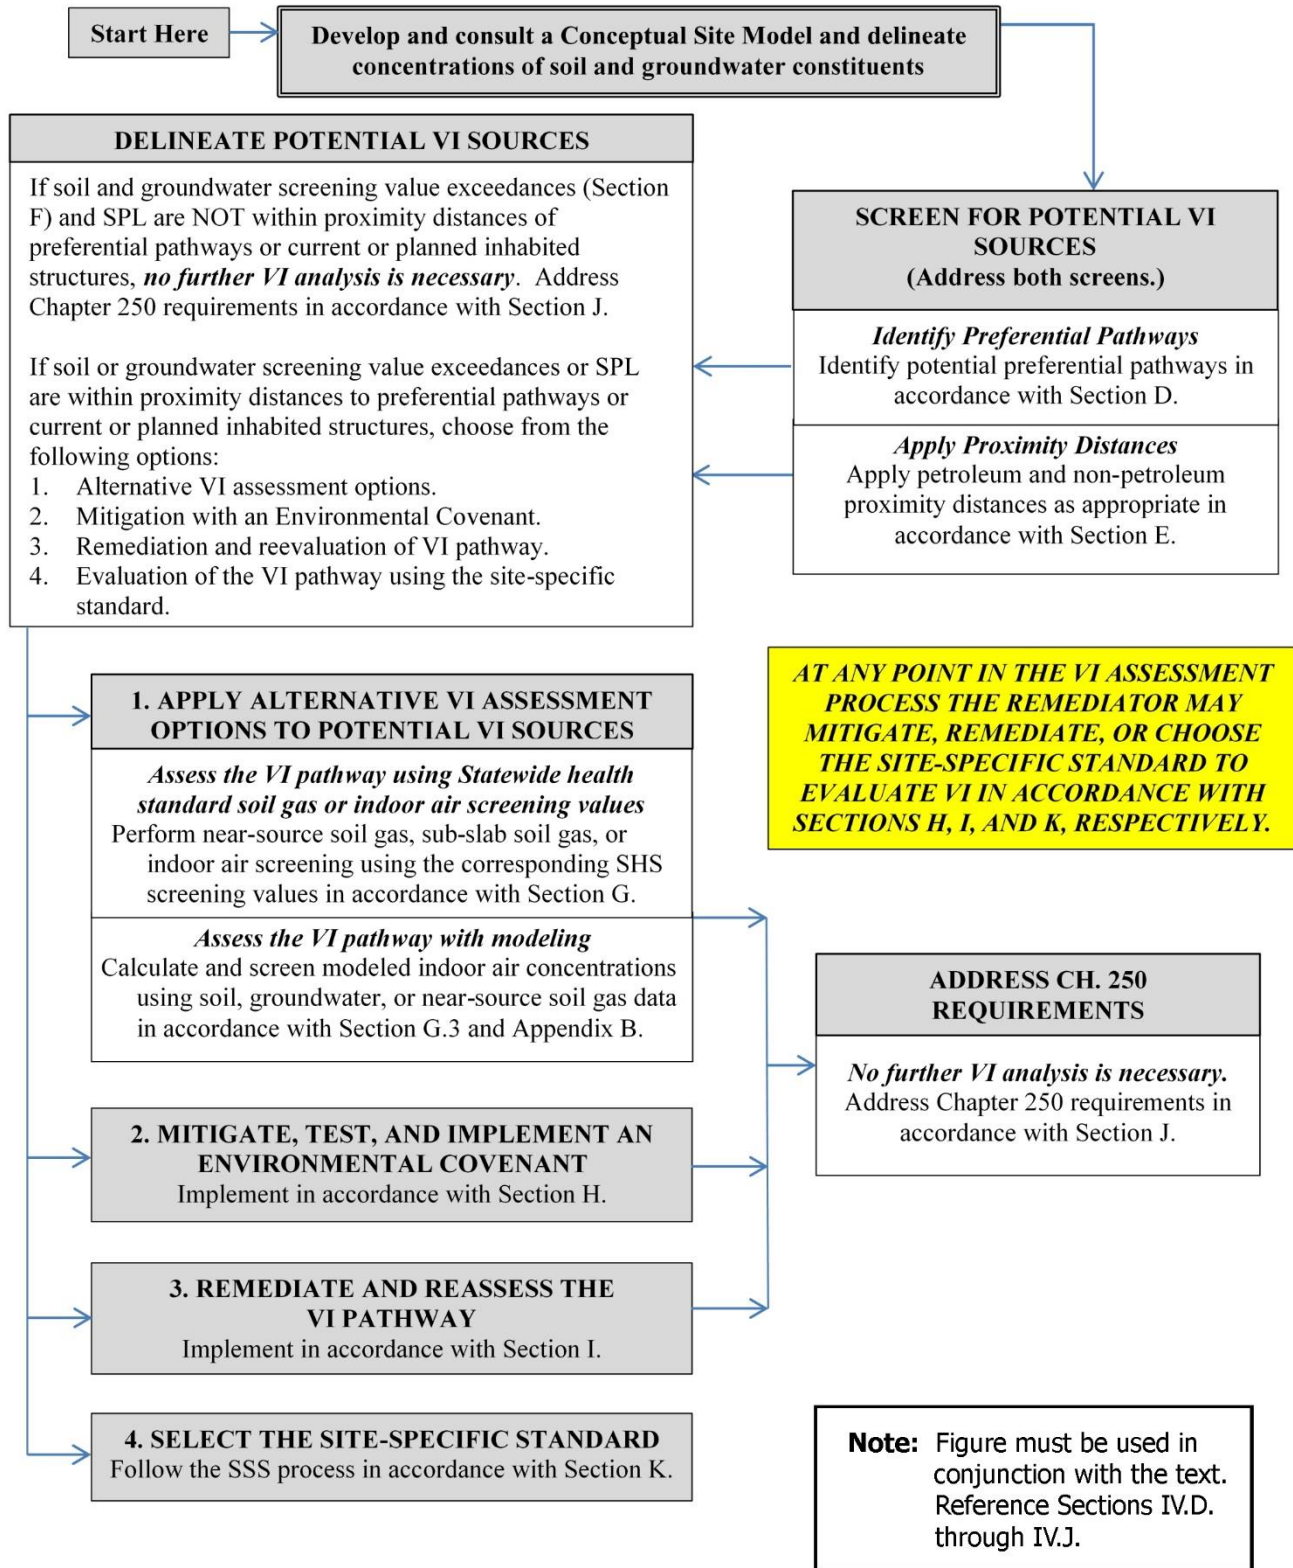 Start Here
Develop and consult a Conceptual Site Model and delineate
concentrations of soil and groundwater constituents
SCREEN FOR POTENTIAL VI
SOURCES
(Address both screens.)
Identify Preferential Pathways
Identify potential preferential pathways in
accordance with Section D.
Apply Proximity Distances
Apply petroleum and non-petroleum
proximity distances as appropriate in
accordance with Section E.
DELINEATE POTENTIAL VI SOURCES
If soil and groundwater screening value exceedances (Section
F) and SPL are NOT within proximity distances of
preferential pathways or current or planned inhabited
structures, no further VI analysis is necessary. Address
Chapter 250 requirements in accordance with Section J.
If soil or groundwater screening value exceedances or SPL
are within proximity distances to preferential pathways or
current or planned inhabited structures, choose from the
following options:
1. Alternative VI assessment options.
2. Mitigation with an Environmental Covenant.
3. Remediation and reevaluation of VI pathway.
4. Evaluation of the VI pathway using the site-specific
standard.
AT ANY POINT IN THE VI ASSESSMENT
PROCESS THE REMEDIATOR MAY
MITIGATE, REMEDIATE, OR CHOOSE
THE SITE-SPECIFIC STANDARD TO
EVALUATE VI IN ACCORDANCE WITH
SECTIONS H, I, AND K, RESPECTIVELY.
1. APPLY ALTERNATIVE VI ASSESSMENT
OPTIONS TO POTENTIAL VI SOURCES
Assess the VI pathway using Statewide health
standard soil gas or indoor air screening values
Perform near-source soil gas, sub-slab soil gas, or
indoor air screening using the corresponding SHS
screening values in accordance with Section G.
Assess the VI pathway with modeling
Calculate and screen modeled indoor air concentrations
using soil, groundwater, or near-source soil gas data
in accordance with Section G.3 and Appendix B.
2. MITIGATE, TEST, AND IMPLEMENT AN
ENVIRONMENTAL COVENANT
Implement in accordance with Section H.
3. REMEDIATE AND REASSESS THE
VI PATHWAY
Implement in accordance with Section I.
4. SELECT THE SITE-SPECIFIC STANDARD
Follow the SSS process in accordance with Section K.
ADDRESS CH. 250
REQUIREMENTS
No further VI analysis is necessary.
Address Chapter 250 requirements in
accordance with Section J.
Note: Figure must be used in
conjunction with the text.
Reference Sections IV.D.
through IV.J.